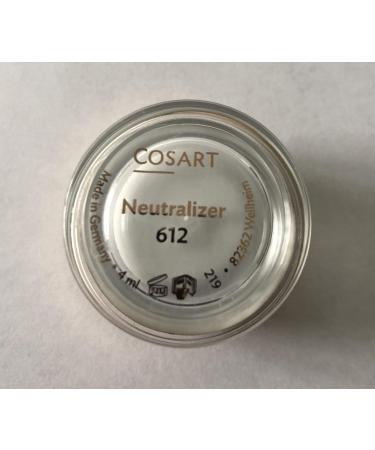 COSART
Neutralizer
612
Made in Germany • 4 ml
219 • 82362 Weilheim